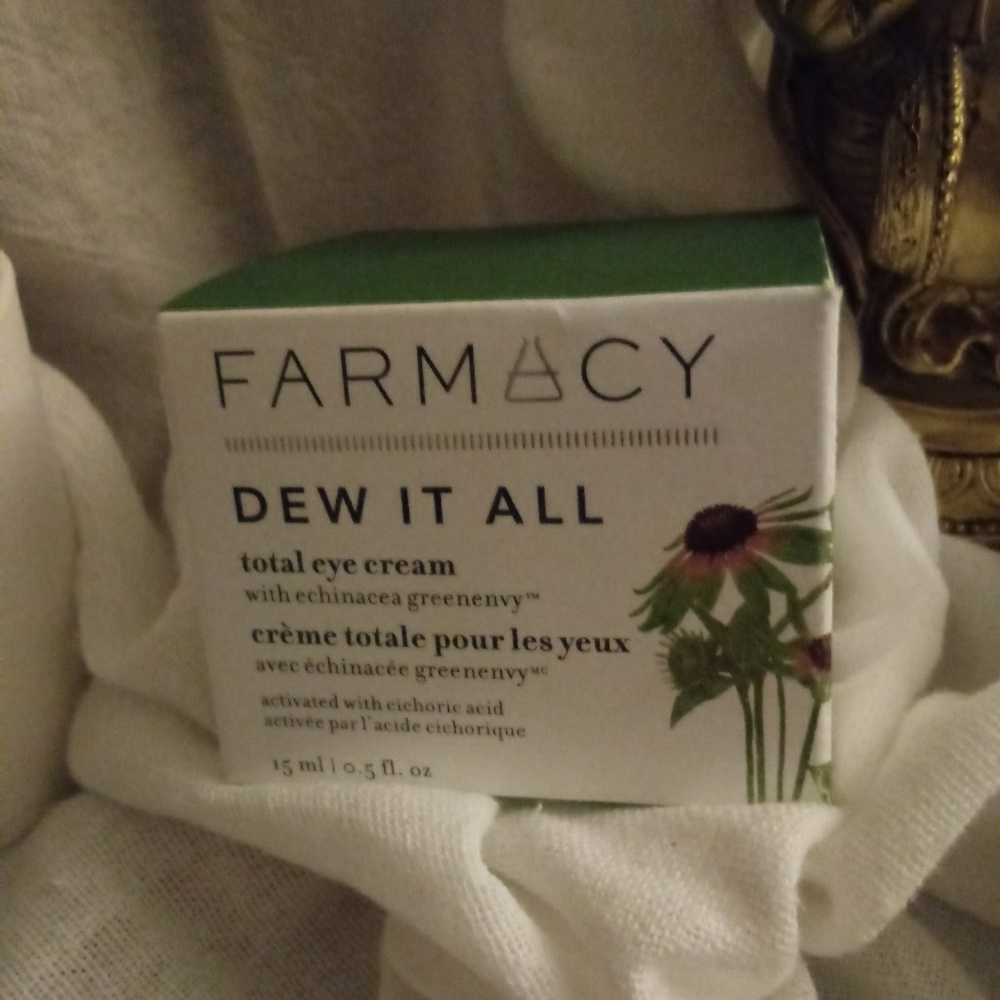 FARMACY
DEW IT ALL
total eye cream
with echinacea greenenvy™
crème totale pour les yeux
avec échinacée greenenvyᴹᶜ
activated with cichoric acid
activée par l'acide cichorique
15 ml | 0.5 fl. oz